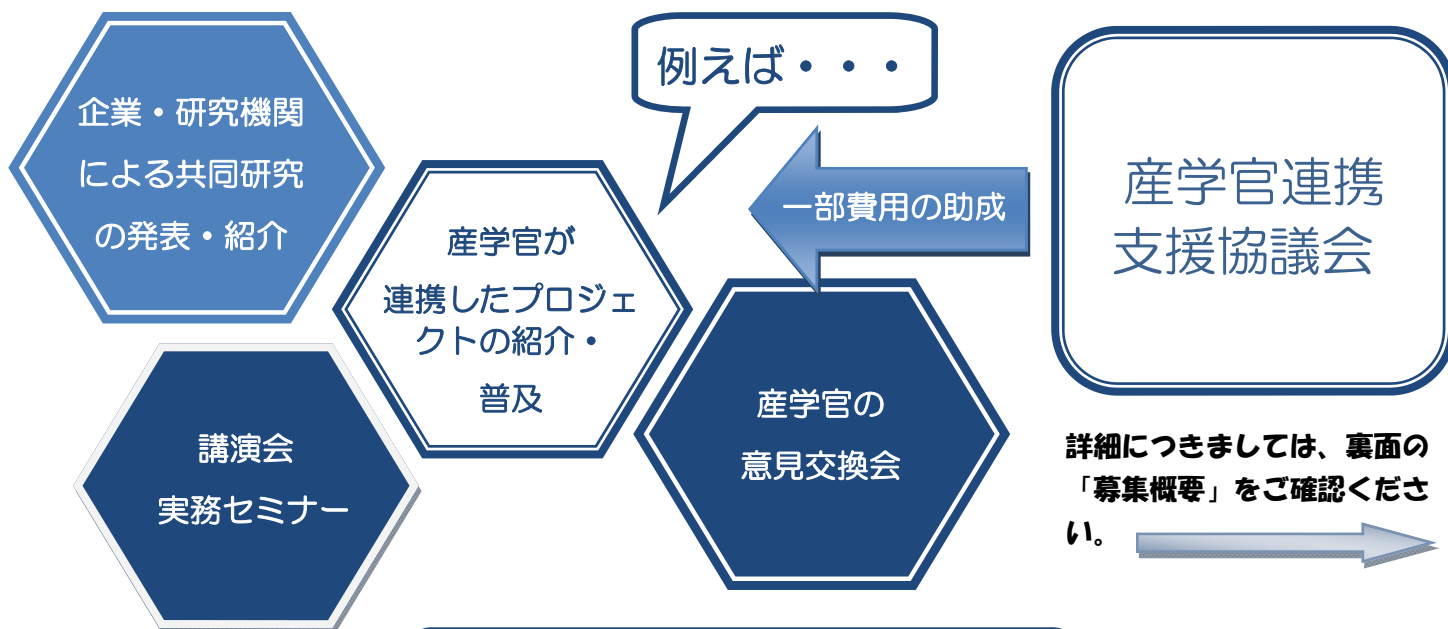 企業・研究機関
による共同研究
の発表・紹介
例えば・・・
産学官が
連携したプロジェ
クトの紹介・
普及
一部費用の助成
産学官連携
支援協議会
講演会
実務セミナー
産学官の
意見交換会
詳細につきましては、裏面の
「募集概要」をご確認くださ
い。